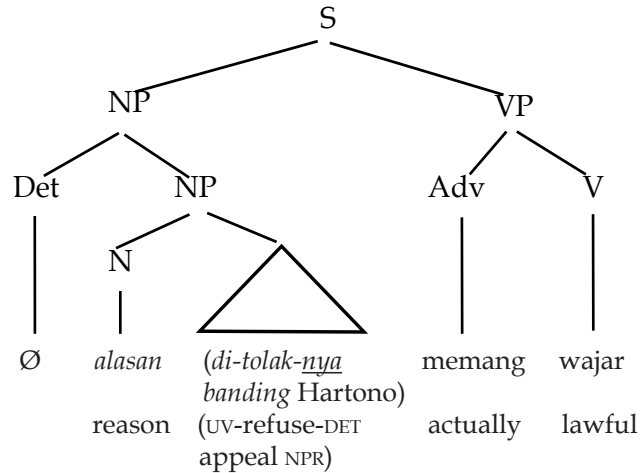 S
NP VP
Det NP Adv V
N
Ø alasan (di-tolak-nya memang wajar
banding Hartono)
reason (UV-refuse-DET actually lawful
appeal NPR)